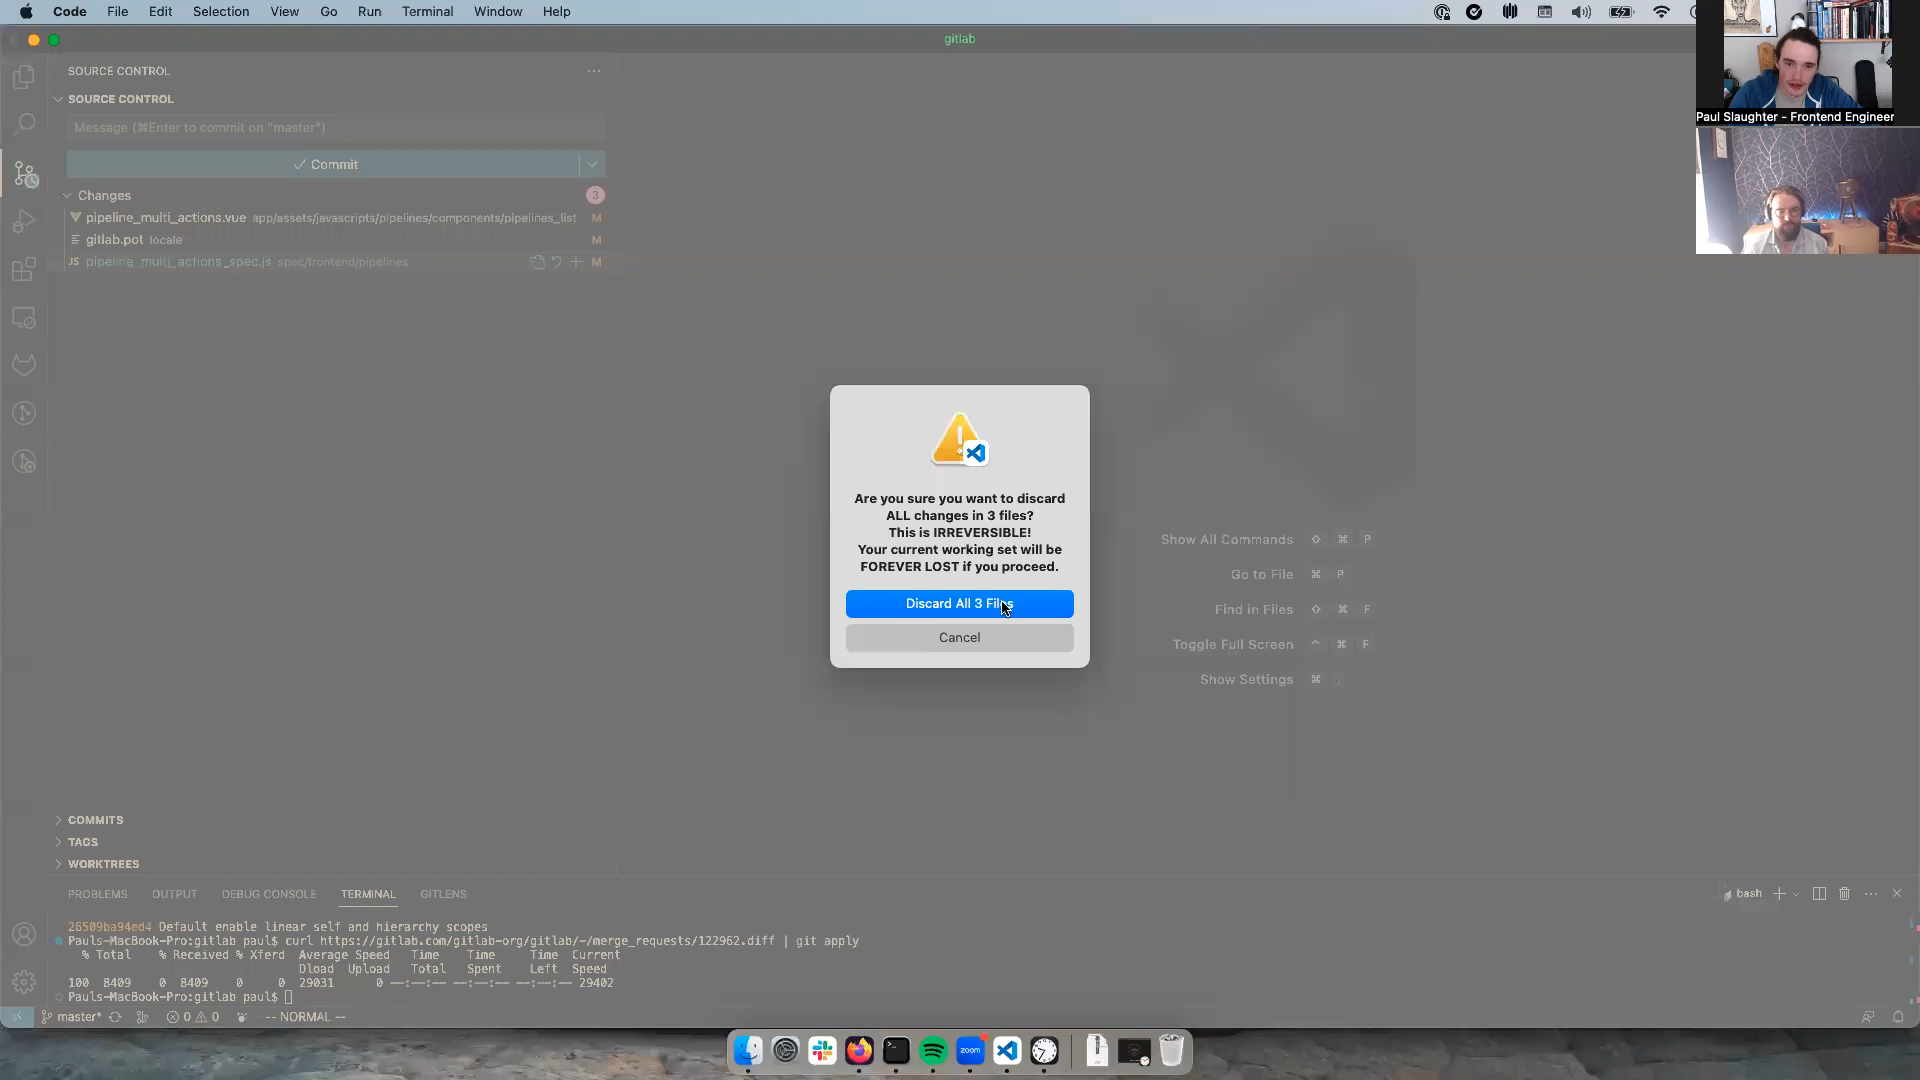 Code File Edit Selection View Go Run Terminal Window Help
gitlab
SOURCE CONTROL
SOURCE CONTROL
Message (⌘Enter to commit on "master")
Commit
Changes 3
pipeline_multi_actions.vue app/assets/javascripts/pipelines/components/pipelines_list M
gitlab.pot locale M
JS pipeline_multi_actions_spec.js spec/frontend/pipelines M
Paul Slaughter - Frontend Engineer
Are you sure you want to discard
ALL changes in 3 files?
This is IRREVERSIBLE!
Your current working set will be
FOREVER LOST if you proceed.
Discard All 3 Files
Cancel
Show All Commands ⇧ ⌘ P
Go to File ⌘ P
Find in Files ⇧ ⌘ F
Toggle Full Screen ^ ⌘ F
Show Settings ⌘ ,
COMMITS
TAGS
WORKTREES
PROBLEMS OUTPUT DEBUG CONSOLE TERMINAL GITLENS
bash
26509ba94ed4 Default enable linear self and hierarchy scopes
Pauls-MacBook-Pro:gitlab paul$ curl https://gitlab.com/gitlab-org/gitlab/-/merge_requests/122962.diff | git apply
% Total % Received % Xferd Average Speed Time Time Time Current
Dload Upload Total Spent Left Speed
100 8409 0 8409 0 0 29031 0 --:--:-- --:--:-- --:--:-- 29402
Pauls-MacBook-Pro:gitlab paul$
master* 0 0 -- NORMAL --
zoom